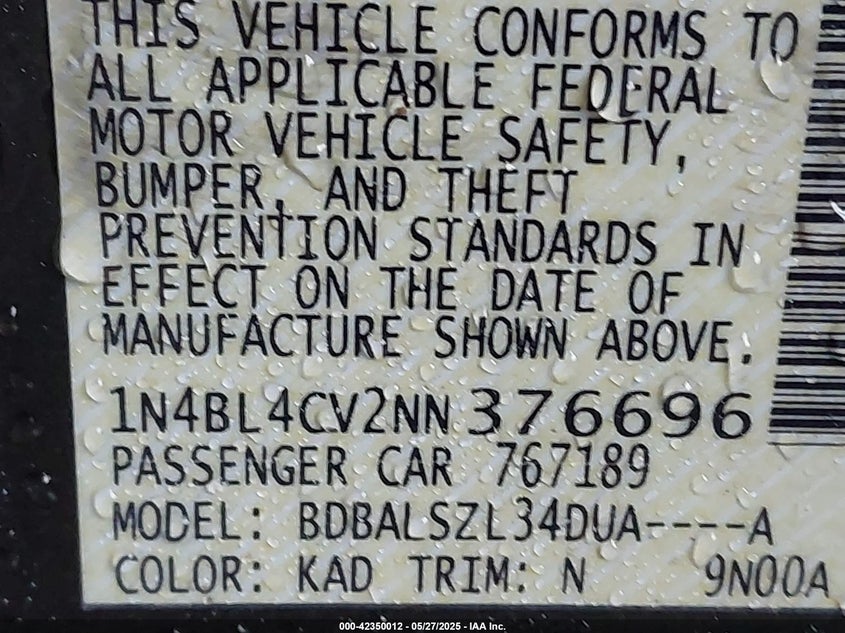 THIS VEHICLE CONFORMS TO
ALL APPLICABLE FEDERAL
MOTOR VEHICLE SAFETY,
BUMPER, AND THEFT
PREVENTION STANDARDS IN
EFFECT ON THE DATE OF
MANUFACTURE SHOWN ABOVE.
1N4BL4CV2NN376696
PASSENGER CAR 767189
MODEL: BDBALSZL34DUA----A
COLOR: KAD TRIM: N 9N00A
000-42350012 - 05/27/2025 - IAA Inc.